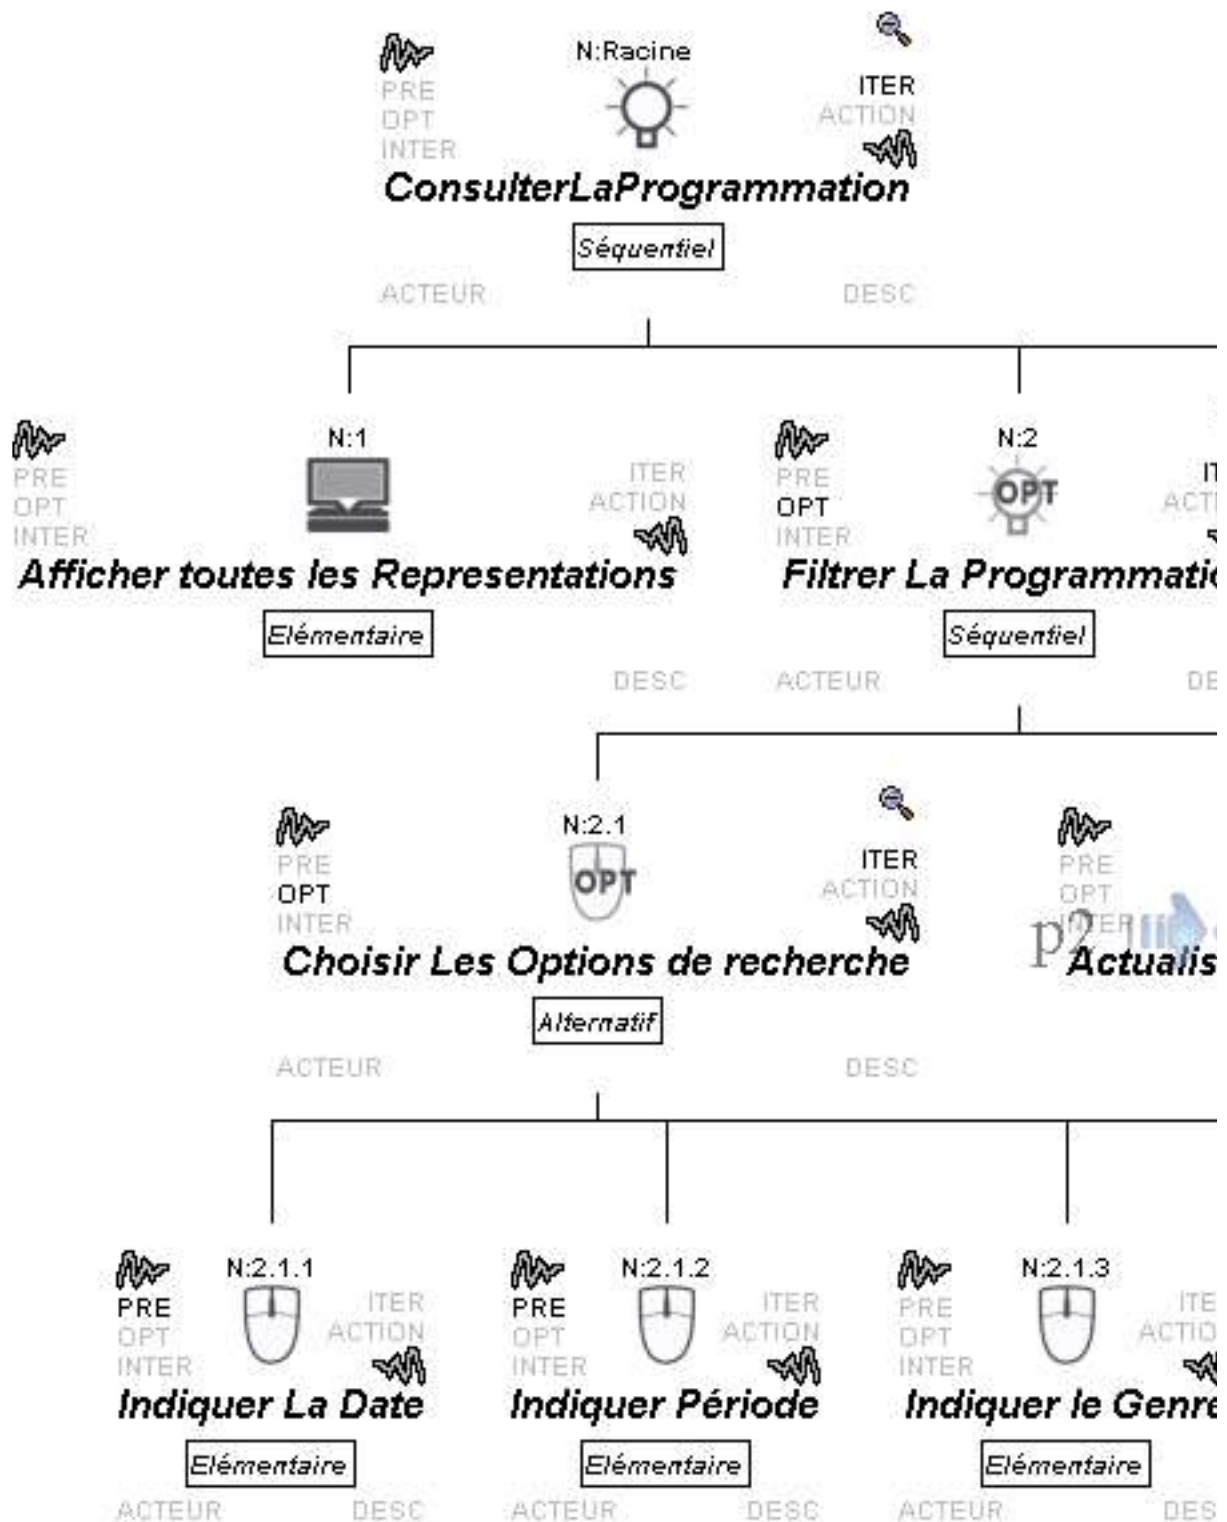 N:Racine
PRE
OPT
INTER
ITER
ACTION
ConsulterLaProgrammation
Séquentiel
ACTEUR DESC
N:1
PRE
OPT
INTER
ITER
ACTION
Afficher toutes les Representations
Elémentaire
DESC
N:2
OPT
PRE
OPT
INTER
Filtrer La
Séquentiel
ACTEUR
N:2.1
OPT
PRE
OPT
INTER
ITER
ACTION
Choisir Les Options de recherche
Alternatif
ACTEUR DESC
PRE
OPT
INTER
p2
N:2.1.1
PRE
OPT
INTER
ITER
ACTION
Indiquer La Date
Elémentaire
ACTEUR DESC
N:2.1.2
PRE
OPT
INTER
ITER
ACTION
Indiquer Période
Elémentaire
ACTEUR DESC
N:2.1.3
PRE
OPT
INTER
Indiquer le Genre
Elémentaire
ACTEUR